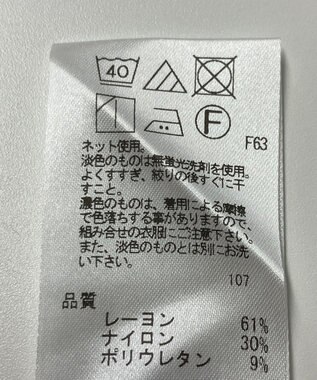 40
F
F63
ネット使用。
淡色のものは無蛍光洗剤を使用。
よくすすぎ、絞りの後すぐに干
すこと。
濃色のものは、着用による摩擦
で色落ちする事がありますので、
組み合せの衣服にご注意下さい。
また、淡色のものとは別にお洗
い下さい。
107
品質
レーヨン 61%
ナイロン 30%
ポリウレタン 9%